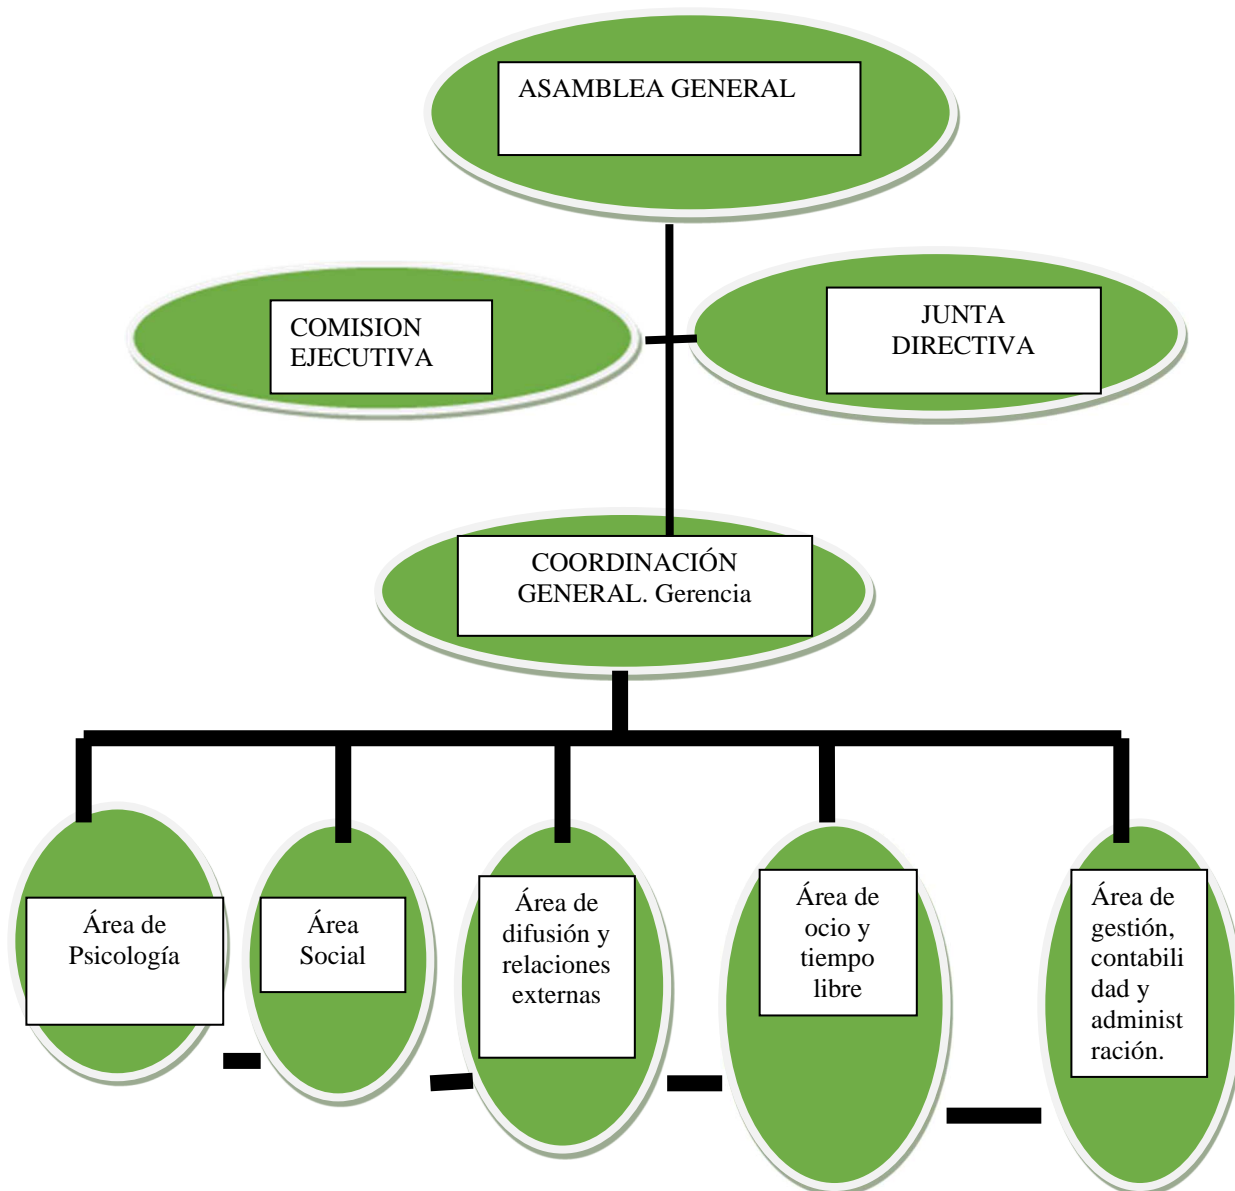 ASAMBLEA GENERAL
COMISION
EJECUTIVA
JUNTA
DIRECTIVA
COORDINACIÓN
GENERAL. Gerencia
Área de
Psicología
Área
Social
Área de
difusión y
relaciones
externas
Área de
ocio y
tiempo
libre
Área de
gestión,
contabili
dad y
administ
ración.